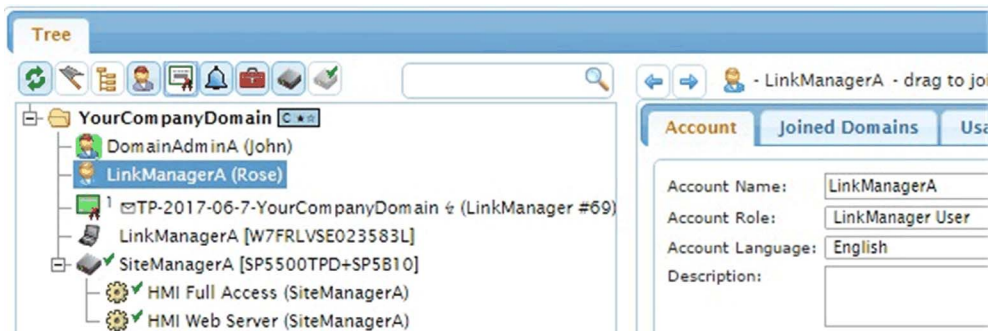 Tree
- LinkManagerA - drag to joi
YourCompanyDomain C
DomainAdminA (John)
LinkManagerA (Rose)
1 TP-2017-06-7-YourCompanyDomain (LinkManager #69)
LinkManagerA [W7FRLVSE023583L]
SiteManagerA [SP5500TPD+SP5B10]
HMI Full Access (SiteManagerA)
HMI Web Server (SiteManagerA)
Account Joined Domains Usa
Account Name: LinkManagerA
Account Role: LinkManager User
Account Language: English
Description: